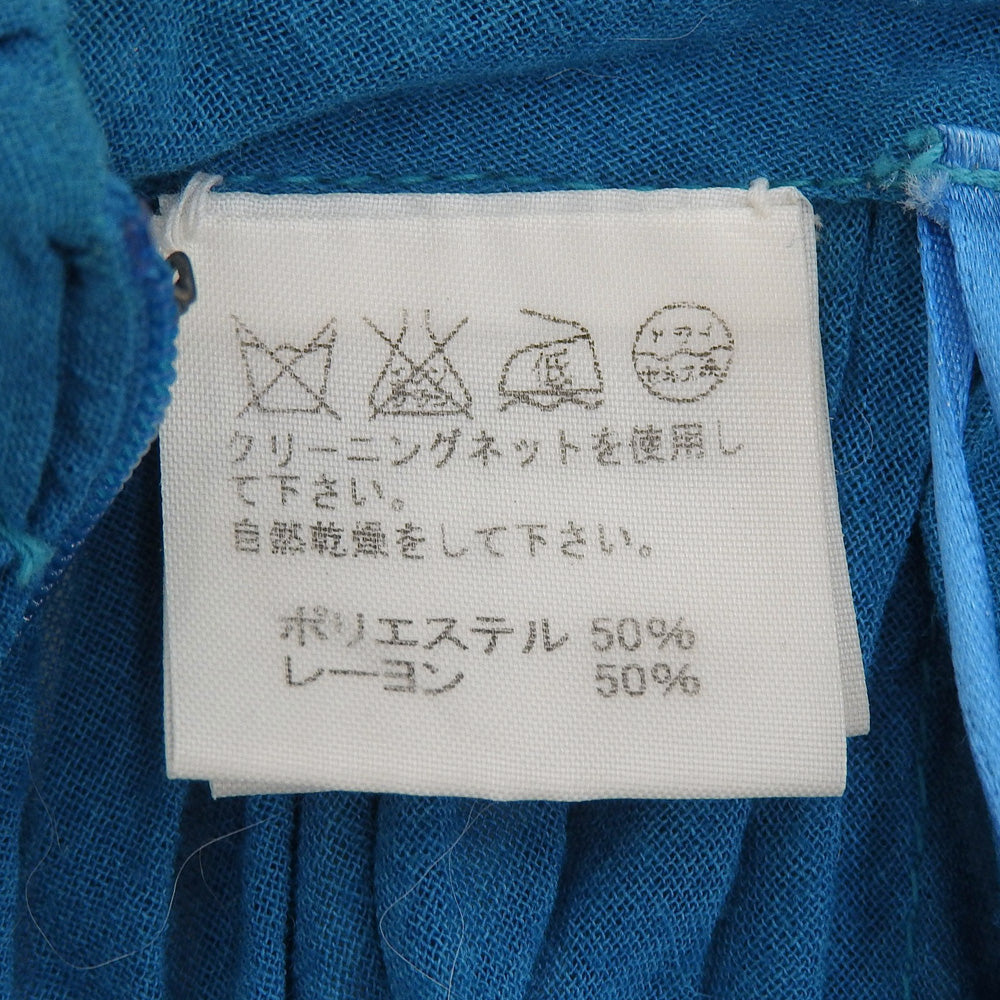 低
ドライ
セキユ系
クリーニングネットを使用し
て下さい。
自然乾燥をして下さい。
ポリエステル 50%
レーヨン 50%